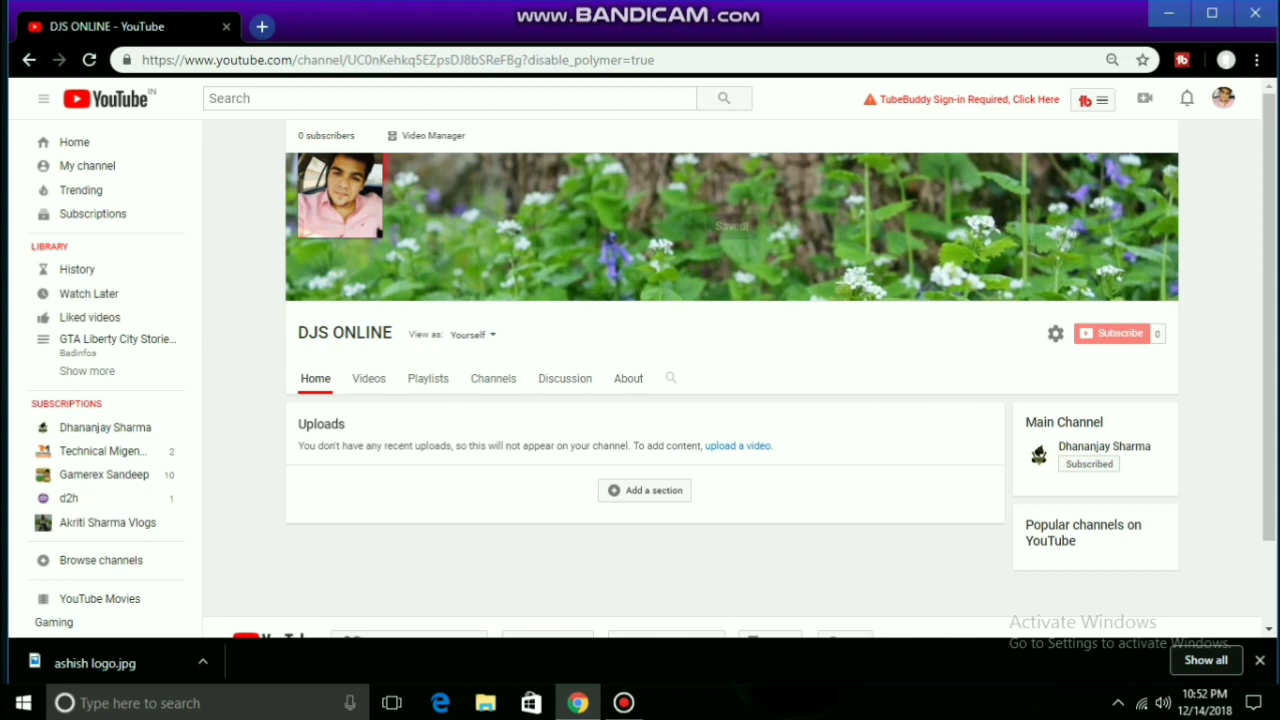 www.BANDICAM.com
DJS ONLINE - YouTube
https://www.youtube.com/channel/UC0nKehkq5EZpsDJ8bSReFBg?disable_polymer=true
YouTube IN
Search
TubeBuddy Sign-in Required, Click Here
Home
My channel
Trending
Subscriptions
LIBRARY
History
Watch Later
Liked videos
GTA Liberty City Storie...
Badinfos
Show more
SUBSCRIPTIONS
Dhananjay Sharma
Technical Migen... 2
Gamerex Sandeep 10
d2h 1
Akriti Sharma Vlogs
Browse channels
YouTube Movies
Gaming
0 subscribers Video Manager
Saved!
DJS ONLINE View as: Yourself
Subscribe 0
Home Videos Playlists Channels Discussion About
Uploads
You don't have any recent uploads, so this will not appear on your channel. To add content, upload a video.
Add a section
Main Channel
Dhananjay Sharma
Subscribed
Popular channels on
YouTube
Activate Windows
Go to Settings to activate Windows.
ashish logo.jpg
Show all
Type here to search
10:52 PM
12/14/2018